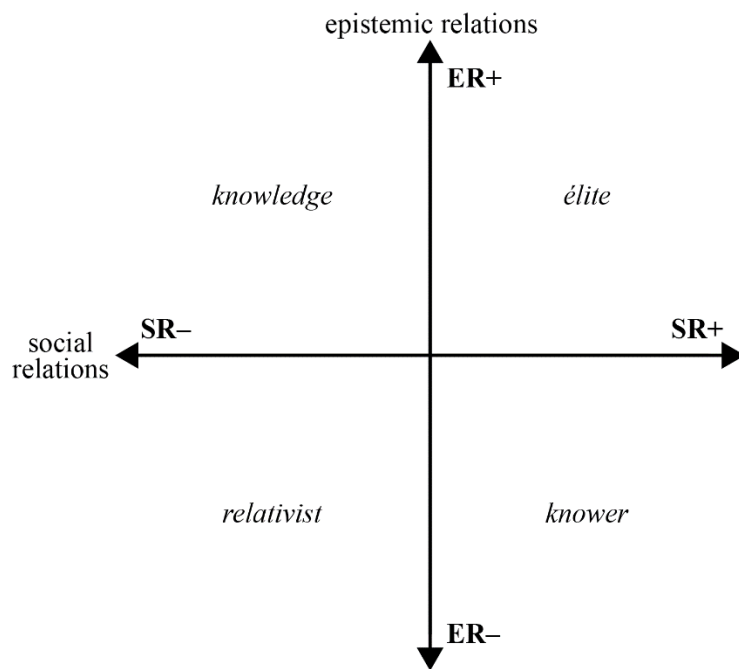 epistemic relations
ER+
knowledge
élite
SR–
SR+
social
relations
relativist
knower
ER–